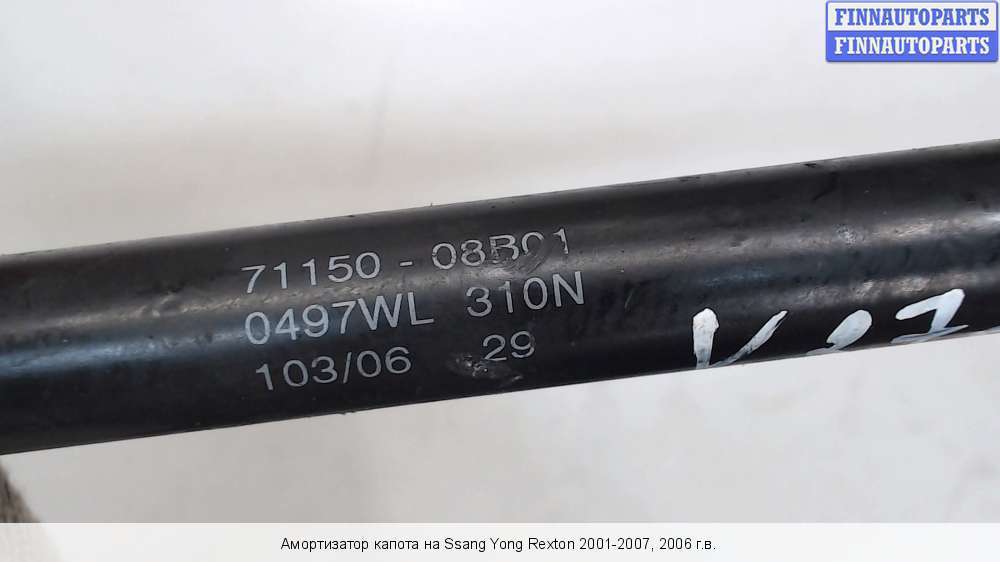 FINNAUTOPARTS
FINNAUTOPARTS
71150 - 08B01
0497WL 310N
103/06 29
Амортизатор капота на Ssang Yong Rexton 2001-2007, 2006 г.в.